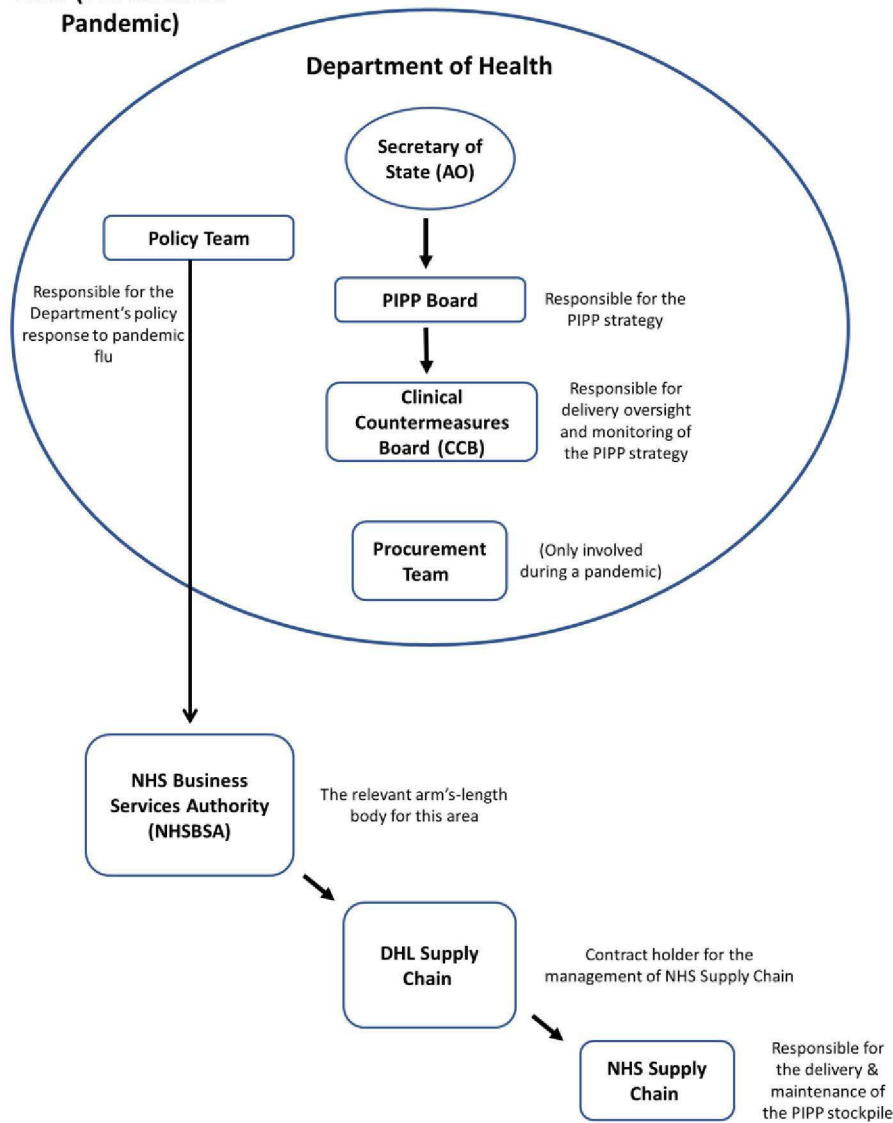 Pandemic)
Department of Health
Secretary of
State (AO)
Policy Team
Responsible for the
Department's policy
response to pandemic
flu
PIPP Board
Responsible for the
PIPP strategy
Clinical
Countermeasures
Board (CCB)
Responsible for
delivery oversight
and monitoring of
the PIPP strategy
Procurement
Team
(Only involved
during a pandemic)
NHS Business
Services Authority
(NHSBSA)
The relevant arm's-length
body for this area
DHL Supply
Chain
Contract holder for the
management of NHS Supply Chain
NHS Supply
Chain
Responsible for
the delivery &
maintenance of
the PIPP stockpile